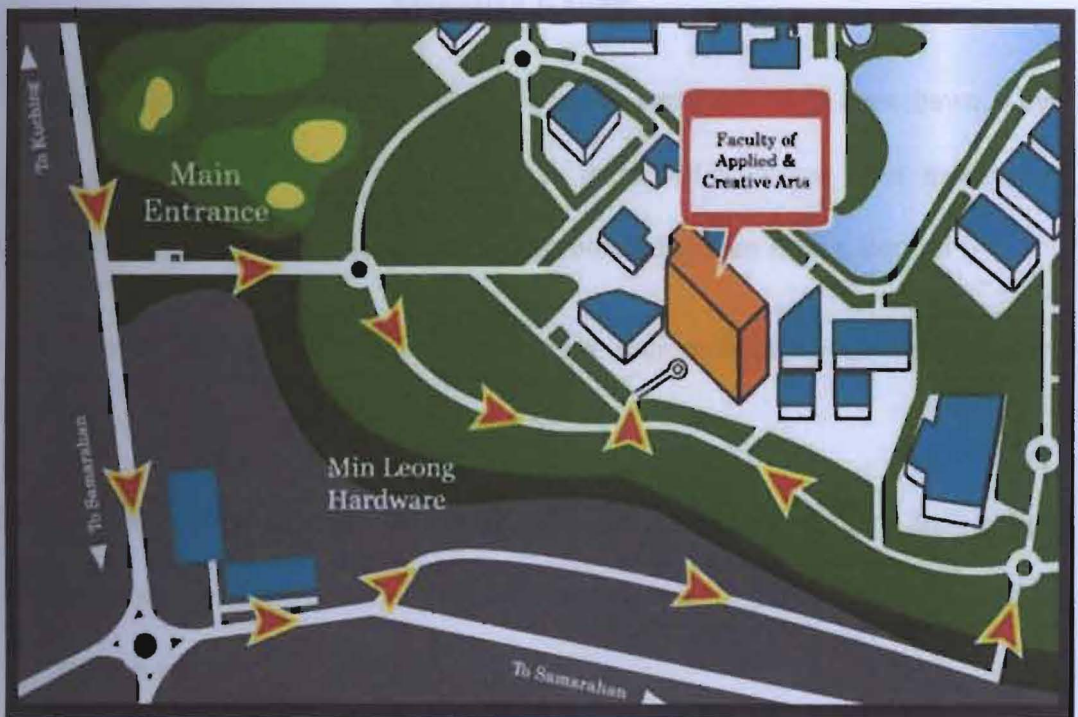 To Kuching
Main
Entrance
Faculty of
Applied &
Creative Arts
Min Leong
Hardware
To Samarahan
To Samarahan